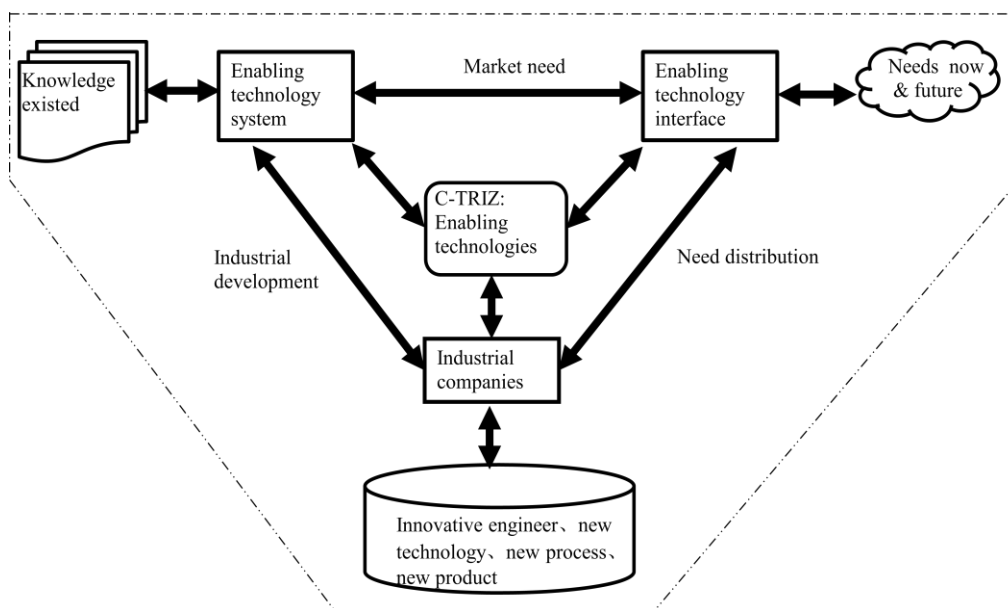 Knowledge
existed
Enabling
technology
system
Market need
Enabling
technology
interface
Needs now
& future
C-TRIZ:
Enabling
technologies
Industrial
development
Need distribution
Industrial
companies
Innovative engineer、new
technology、new process、
new product